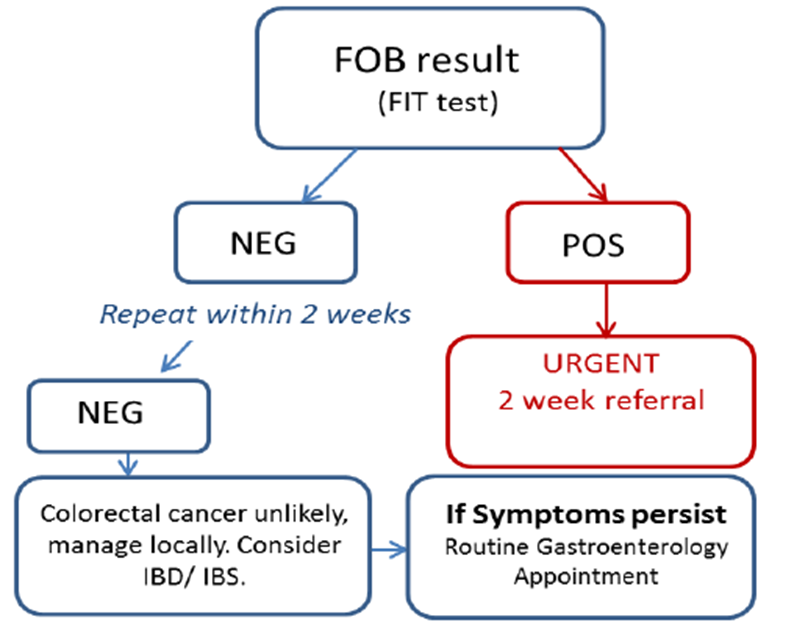 FOB result
(FIT test)
NEG
POS
Repeat within 2 weeks
URGENT
2 week referral
NEG
Colorectal cancer unlikely,
manage locally. Consider
IBD/ IBS.
If Symptoms persist
Routine Gastroenterology
Appointment